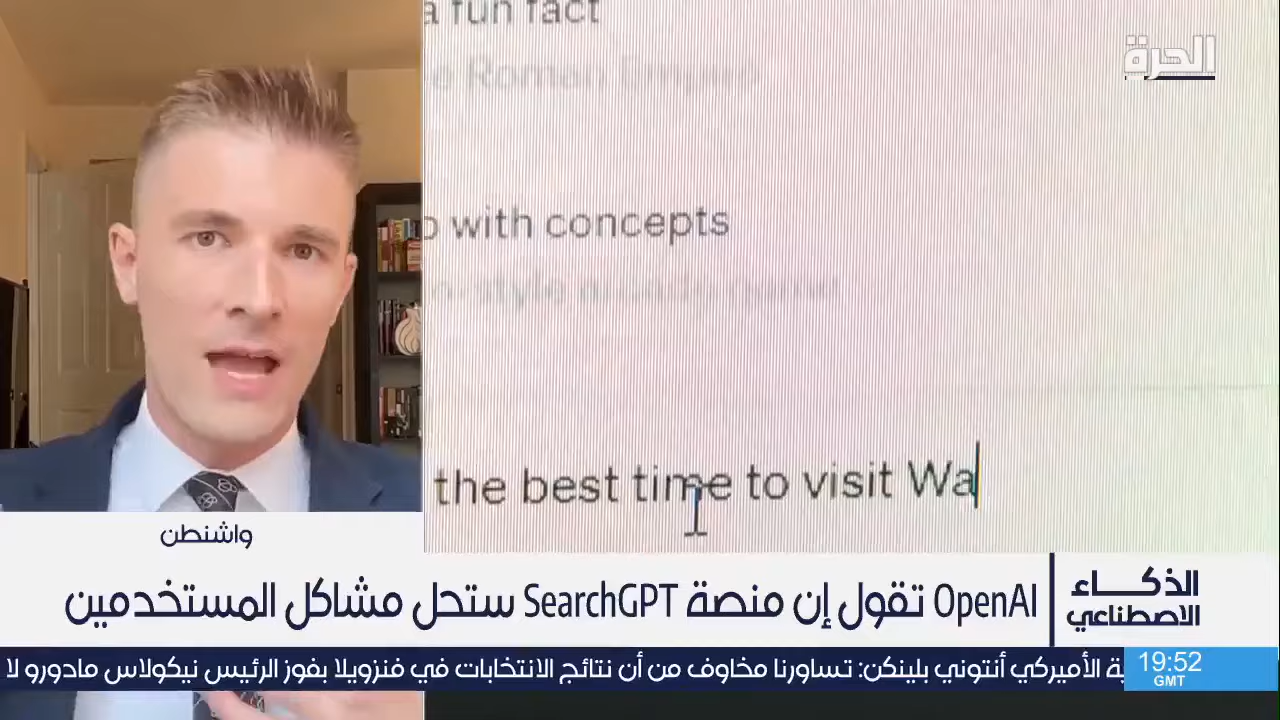 a fun fact
الحرة
with concepts
the best time to visit Wa
واشنطن
الذكاء
الاصطناعي
OpenAI تقول إن منصة SearchGPT ستحل مشاكل المستخدمين
ية الأميركي أنتوني بلينكن: تساورنا مخاوف من أن نتائج الانتخابات في فنزويلا بفوز الرئيس نيكولاس مادورو لا
19:52
GMT